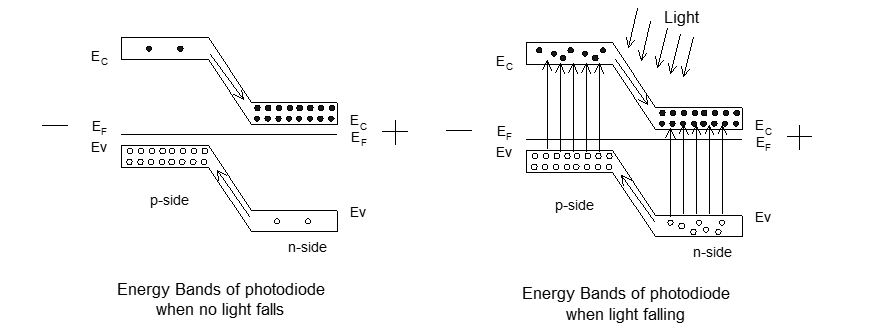 Light
E_C
E_C
E_C
E_C
−
E_F
E_F
+
−
E_F
E_F
+
Ev
Ev
p-side
p-side
Ev
Ev
n-side
n-side
Energy Bands of photodiode
when no light falls
Energy Bands of photodiode
when light falling